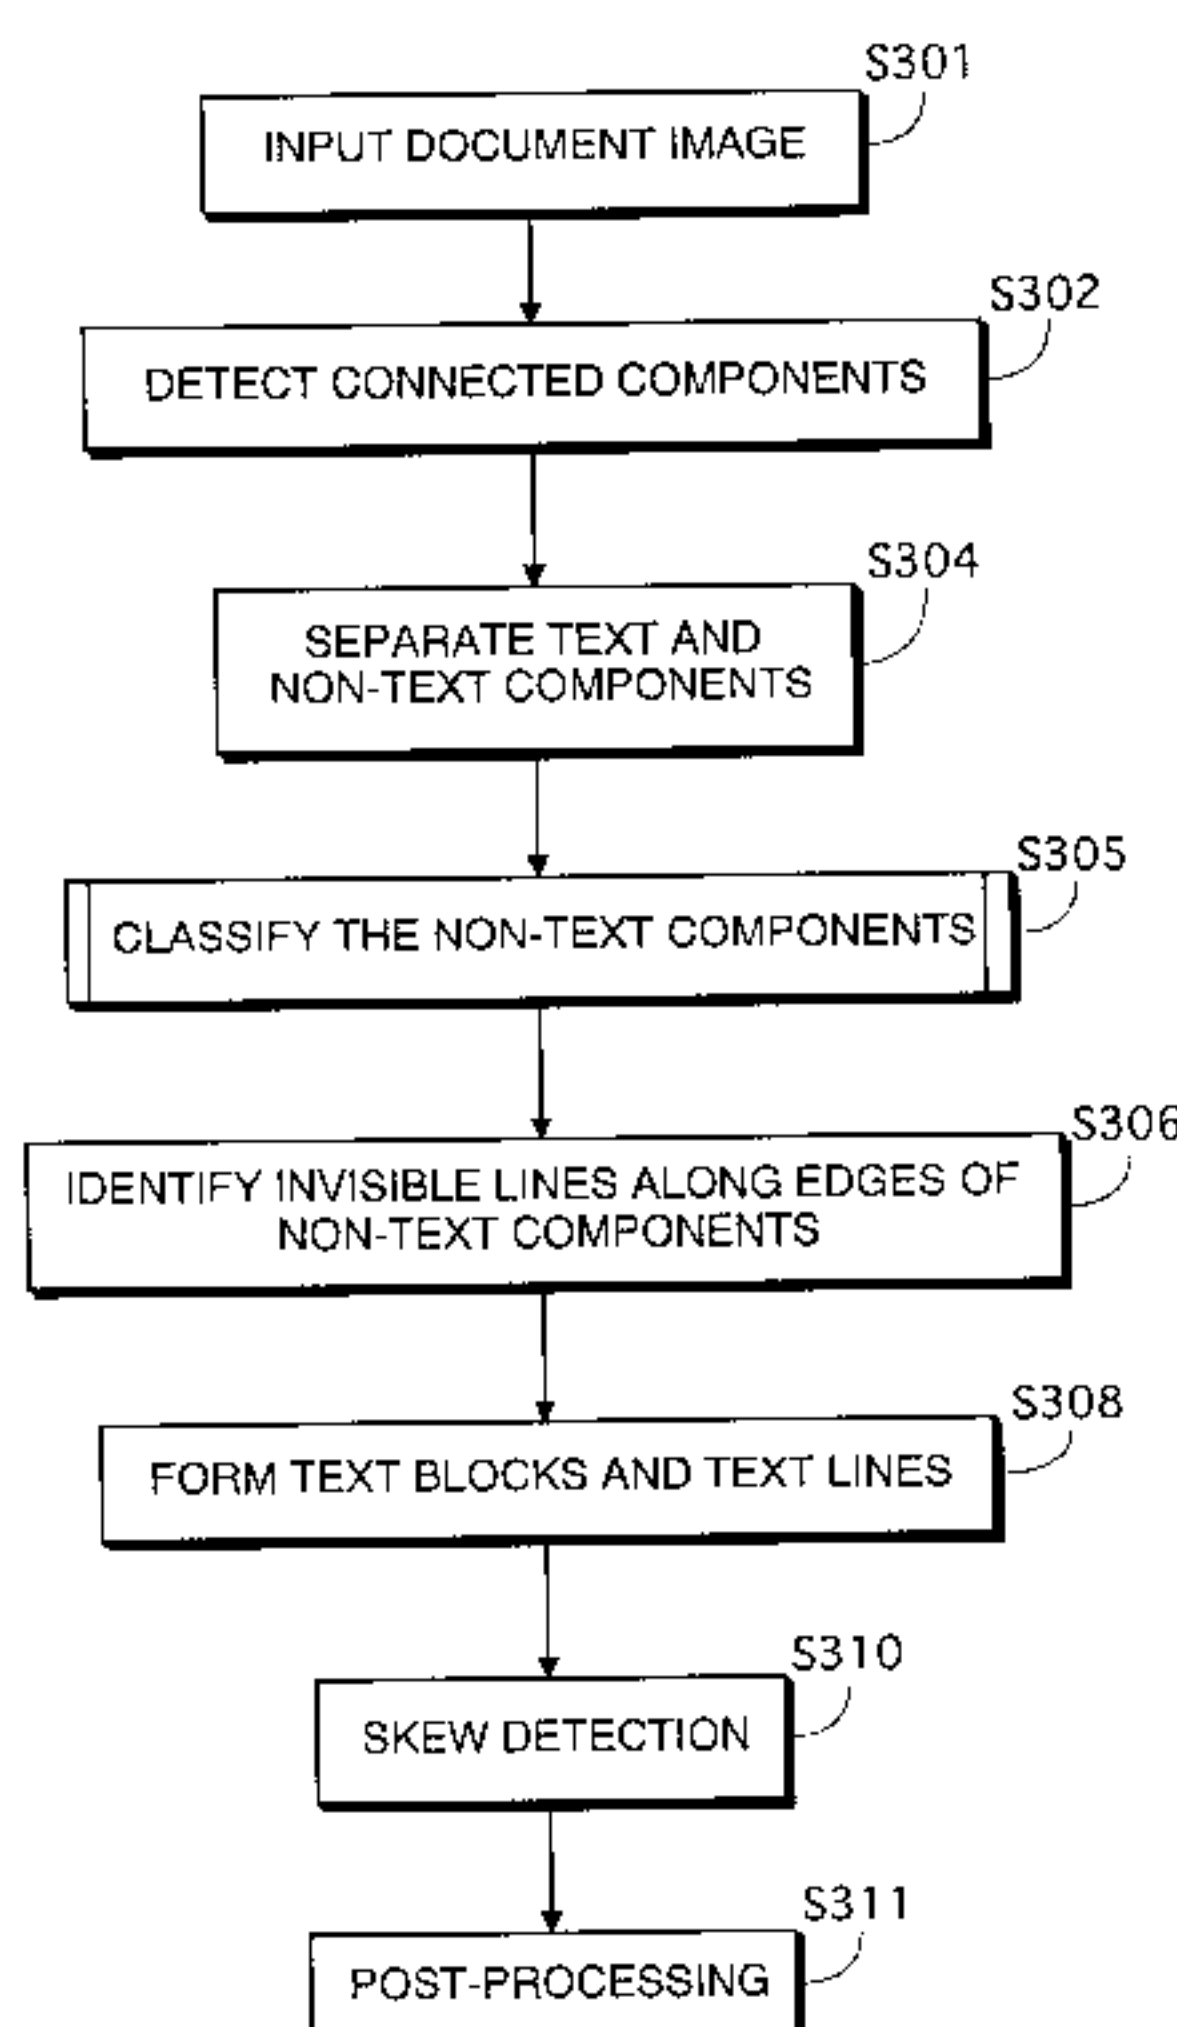 S301
INPUT DOCUMENT IMAGE
S302
DETECT CONNECTED COMPONENTS
S304
SEPARATE TEXT AND
NON-TEXT COMPONENTS
S305
CLASSIFY THE NON-TEXT COMPONENTS
S306
IDENTIFY INVISIBLE LINES ALONG EDGES OF
NON-TEXT COMPONENTS
S308
FORM TEXT BLOCKS AND TEXT LINES
S310
SKEW DETECTION
S311
POST-PROCESSING